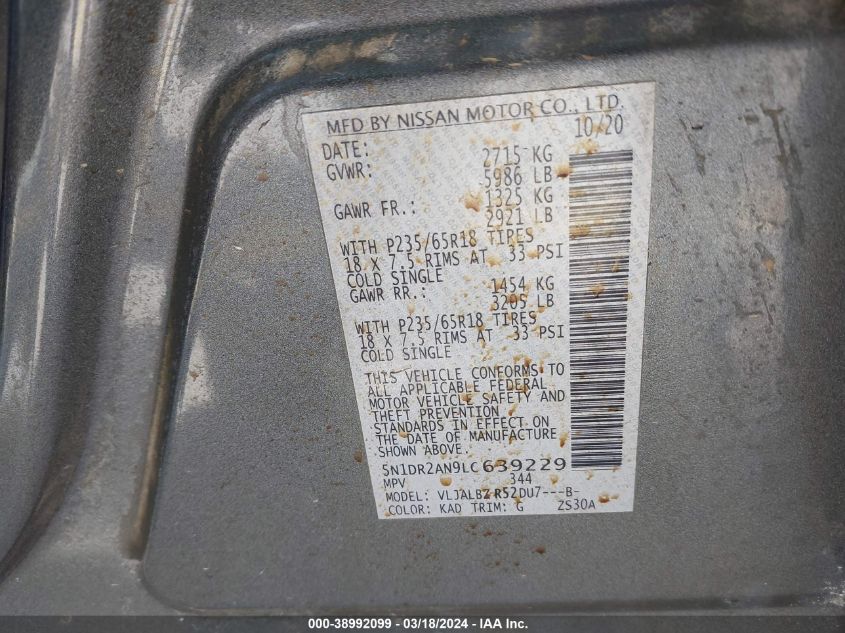 MFD BY NISSAN MOTOR CO., LTD.
DATE: 10/20
GVWR: 2715 KG
5986 LB
GAWR FR.: 1325 KG
2921 LB
WITH P235/65R18 TIRES
18 X 7.5 RIMS AT 33 PSI
COLD SINGLE
GAWR RR.: 1454 KG
3205 LB
WITH P235/65R18 TIRES
18 X 7.5 RIMS AT 33 PSI
COLD SINGLE
THIS VEHICLE CONFORMS TO
ALL APPLICABLE FEDERAL
MOTOR VEHICLE SAFETY AND
THEFT PREVENTION
STANDARDS IN EFFECT ON
THE DATE OF MANUFACTURE
SHOWN ABOVE.
5N1DR2AN9LC639229
MPV 344
MODEL: VLJALBZ R52DU7---B-
COLOR: KAD TRIM: G ZS30A
000-38992099 - 03/18/2024 - IAA Inc.